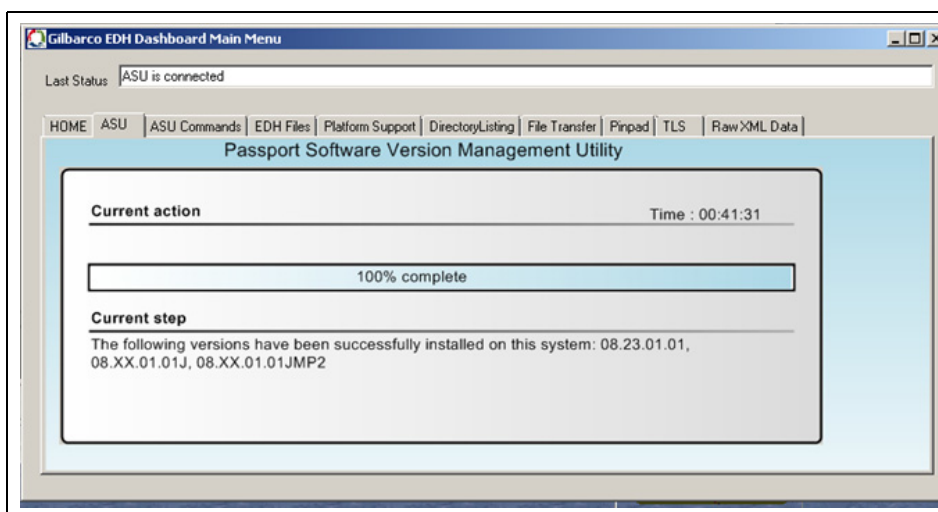 Gilbarco EDH Dashboard Main Menu
Last Status ASU is connected
HOME ASU ASU Commands EDH Files Platform Support DirectoryListing File Transfer Pinpad TLS Raw XML Data
Passport Software Version Management Utility
Current action Time : 00:41:31
100% complete
Current step
The following versions have been successfully installed on this system: 08.23.01.01,
08.XX.01.01J, 08.XX.01.01JMP2